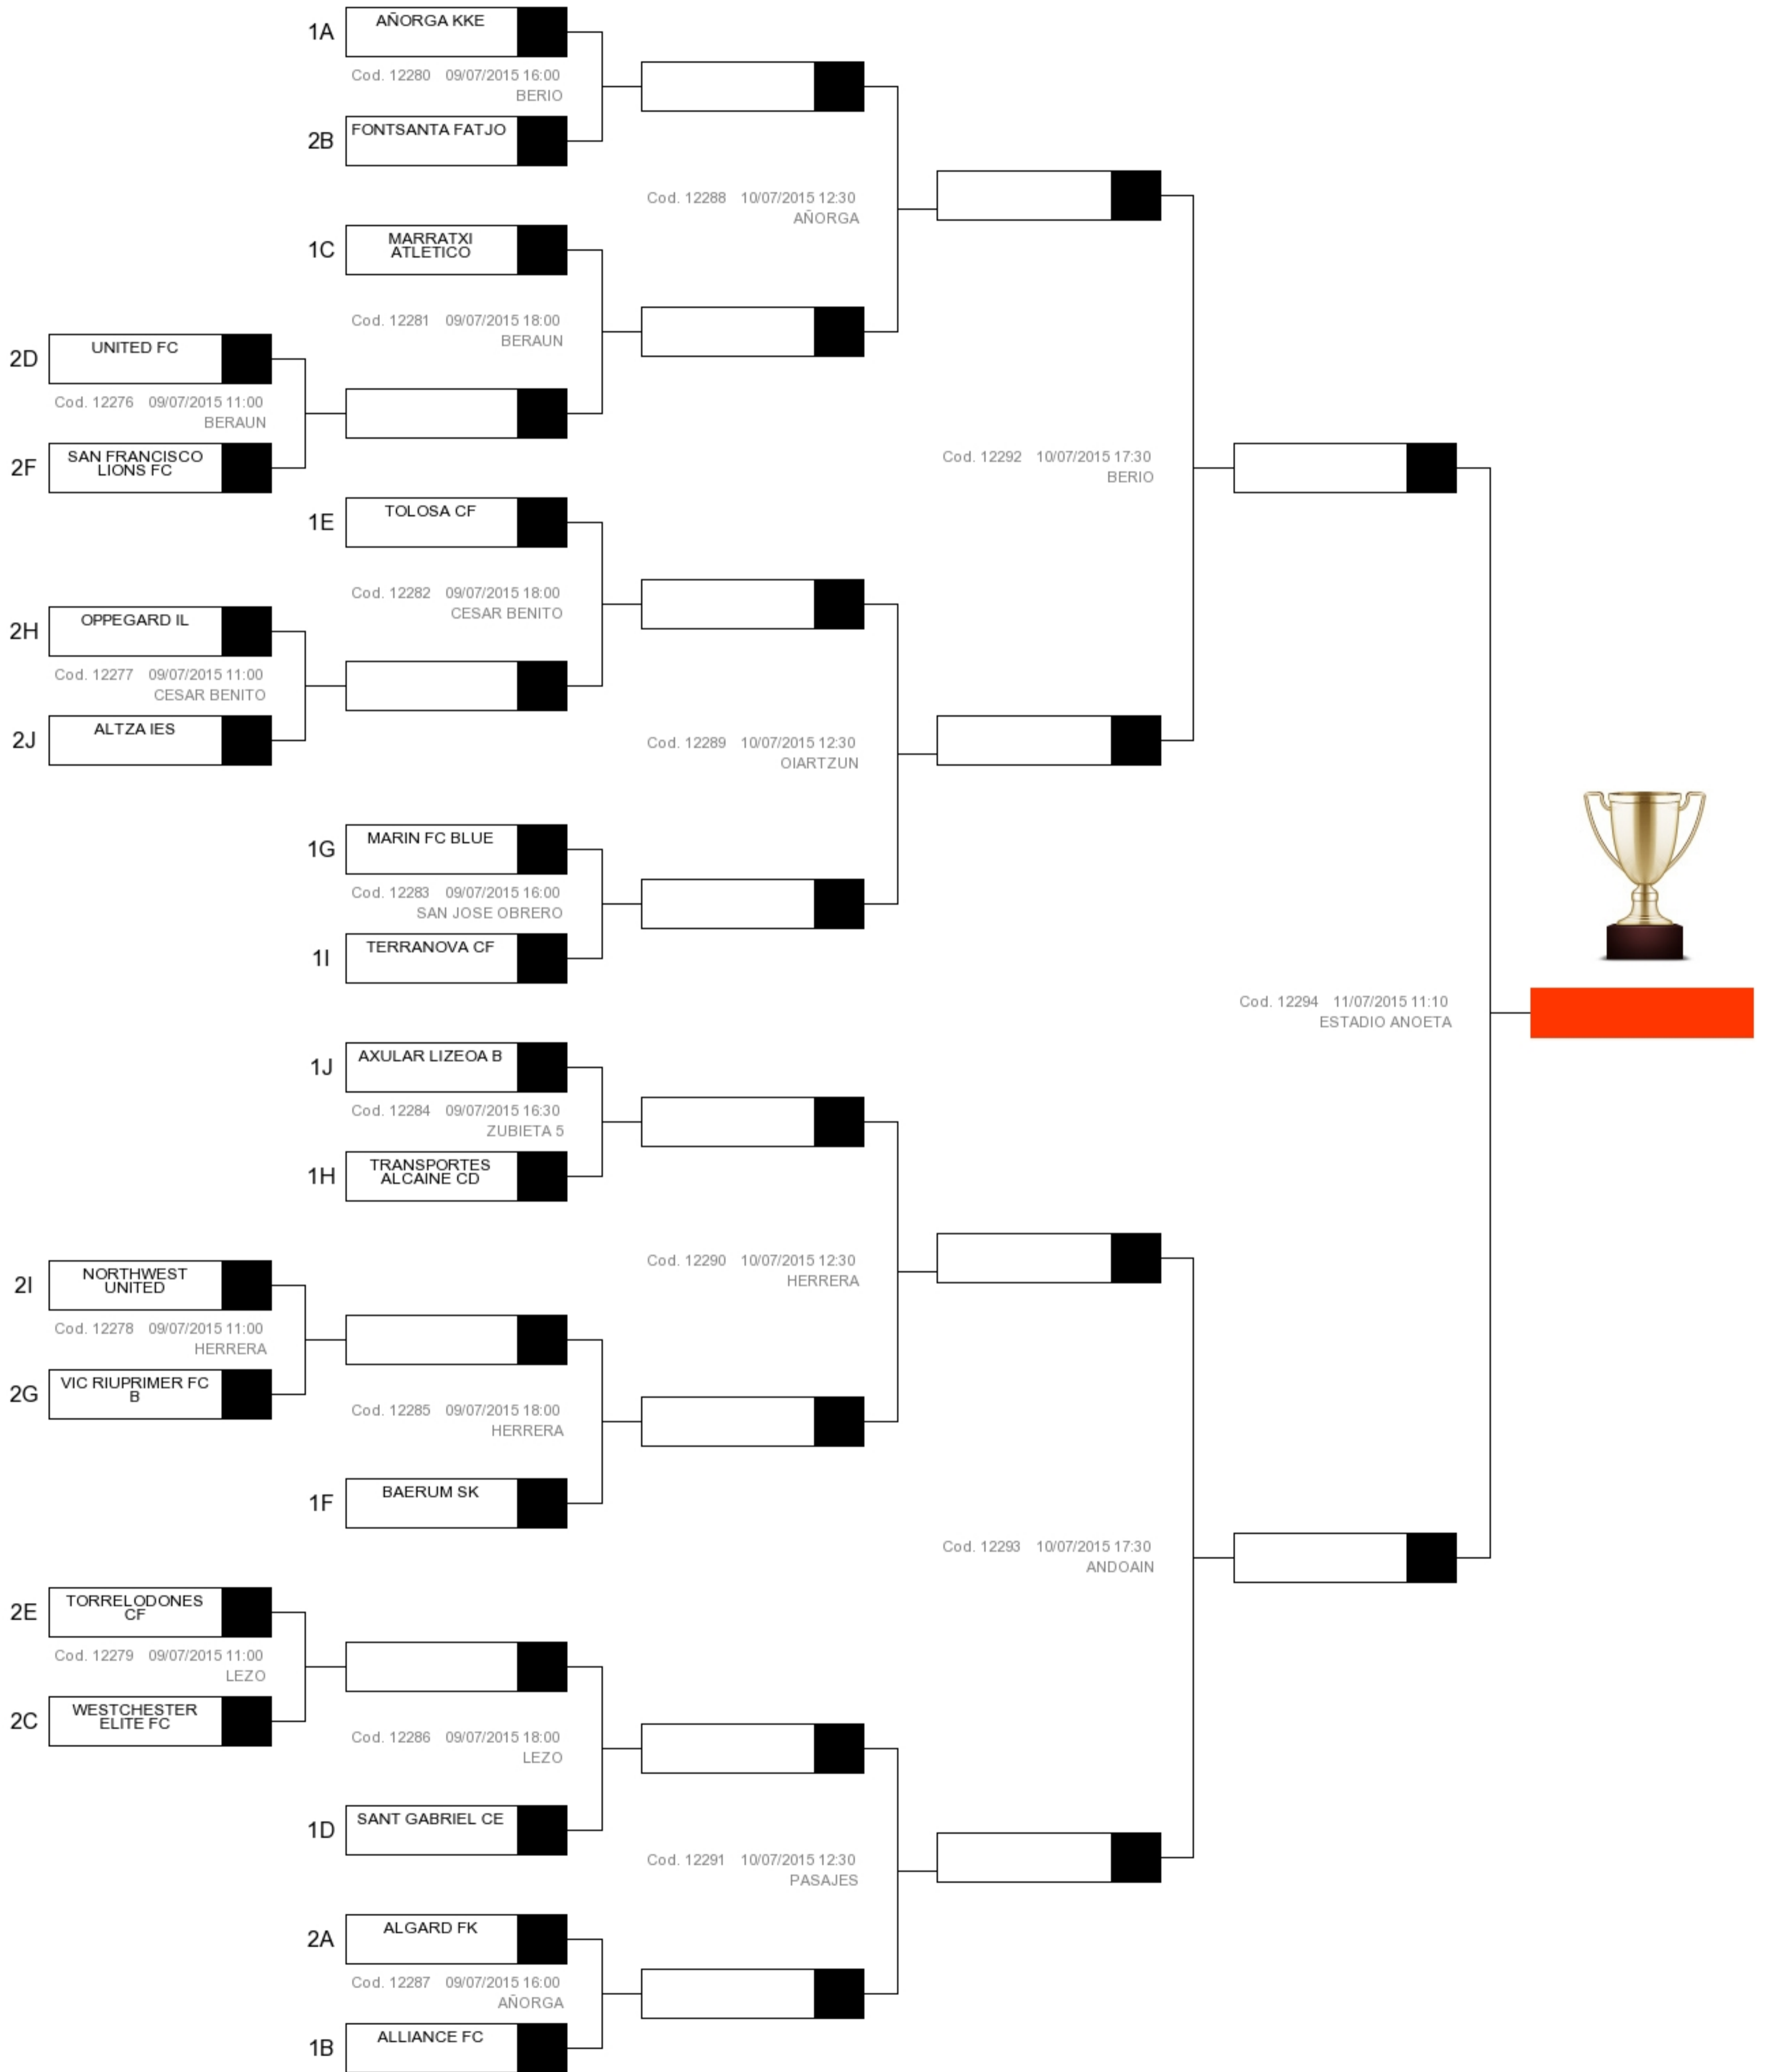 1A
AÑORGA KKE
Cod. 12280 09/07/2015 16:00
BERIO
2B
FONTSANTA FATJO
Cod. 12288 10/07/2015 12:30
AÑORGA
1C
MARRATXI
ATLETICO
Cod. 12281 09/07/2015 18:00
BERAUN
2D
UNITED FC
Cod. 12276 09/07/2015 11:00
BERAUN
2F
SAN FRANCISCO
LIONS FC
Cod. 12292 10/07/2015 17:30
BERIO
1E
TOLOSA CF
Cod. 12282 09/07/2015 18:00
CESAR BENITO
2H
OPPEGARD IL
Cod. 12277 09/07/2015 11:00
CESAR BENITO
2J
ALTZA IES
Cod. 12289 10/07/2015 12:30
OIARTZUN
1G
MARIN FC BLUE
Cod. 12283 09/07/2015 16:00
SAN JOSE OBRERO
1I
TERRANOVA CF
Cod. 12294 11/07/2015 11:10
ESTADIO ANOETA
1J
AXULAR LIZEOA B
Cod. 12284 09/07/2015 16:30
ZUBIETA 5
1H
TRANSPORTES
ALCAINE CD
Cod. 12290 10/07/2015 12:30
HERRERA
2I
NORTHWEST
UNITED
Cod. 12278 09/07/2015 11:00
HERRERA
2G
VIC RIUPRIMER FC
B
Cod. 12285 09/07/2015 18:00
HERRERA
1F
BAERUM SK
Cod. 12293 10/07/2015 17:30
ANDOAIN
2E
TORRELODONES
CF
Cod. 12279 09/07/2015 11:00
LEZO
2C
WESTCHESTER
ELITE FC
Cod. 12286 09/07/2015 18:00
LEZO
1D
SANT GABRIEL CE
Cod. 12291 10/07/2015 12:30
PASAJES
2A
ALGARD FK
Cod. 12287 09/07/2015 16:00
AÑORGA
1B
ALLIANCE FC